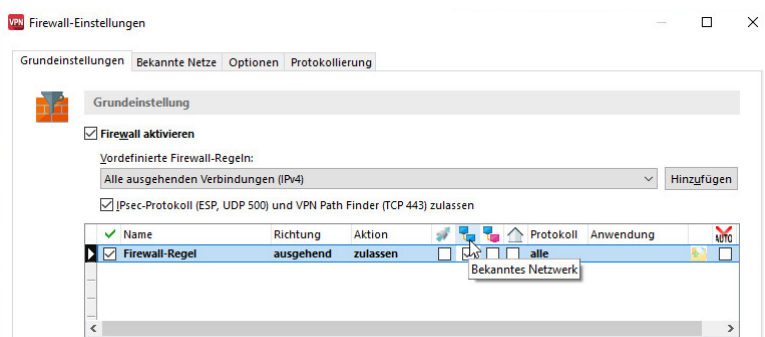 VPN Firewall-Einstellungen
Grundeinstellungen Bekannte Netze Optionen Protokollierung
Grundeinstellung
Firewall aktivieren
Vordefinierte Firewall-Regeln:
Alle ausgehenden Verbindungen (IPv4) Hinzufügen
IPsec-Protokoll (ESP, UDP 500) und VPN Path Finder (TCP 443) zulassen
Name Richtung Aktion Protokoll Anwendung AUTO
Firewall-Regel ausgehend zulassen alle
Bekanntes Netzwerk